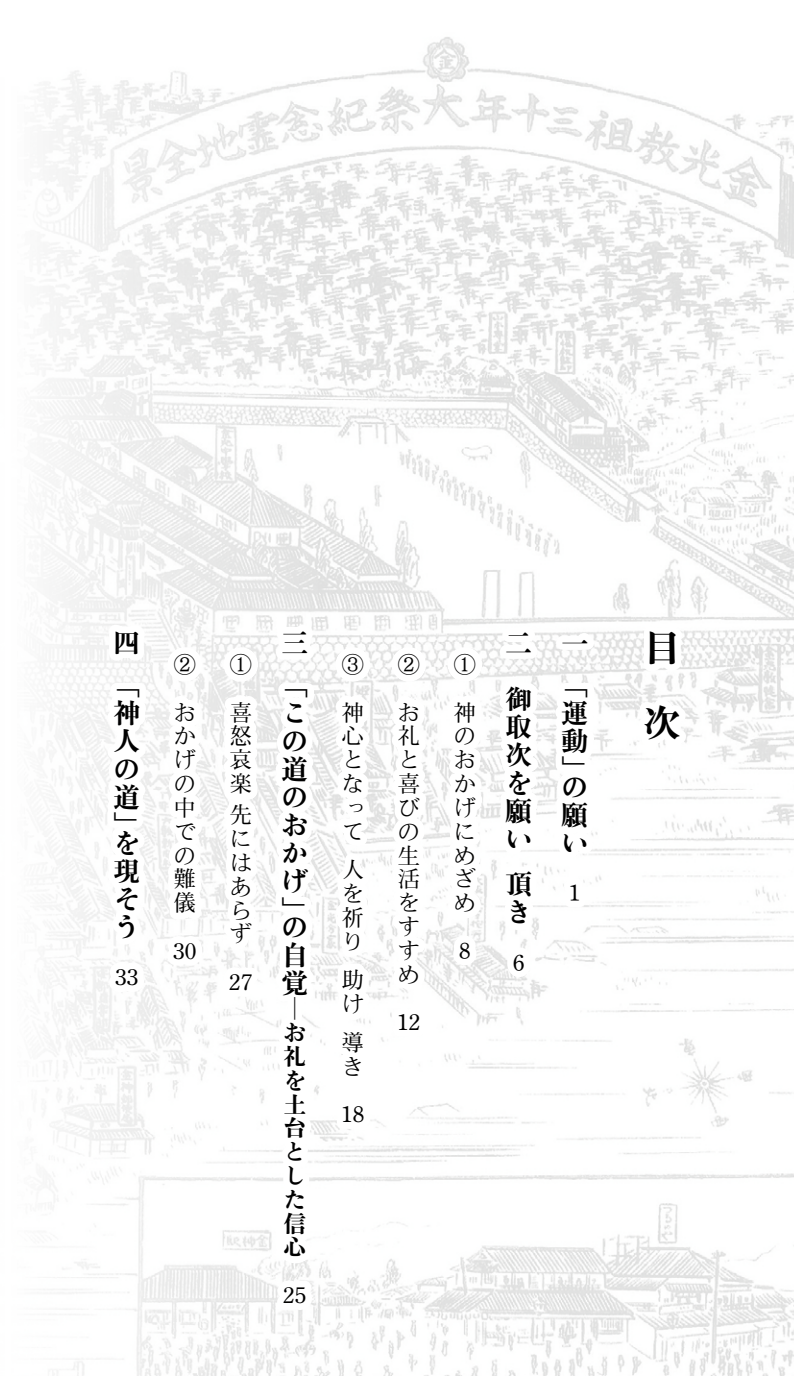 金光教祖三十年大祭紀念霊地全景
目次
一 「運動」の願い 1
二 御取次を願い 頂き 6
① 神のおかげにめざめ 8
② お礼と喜びの生活をすすめ 12
③ 神心となって 人を祈り 助け 導き 18
三 「この道のおかげ」の自覚―お礼を土台とした信心 25
① 喜怒哀楽 先にはあらず 27
② おかげの中での難儀 30
四 「神人の道」を現そう 33